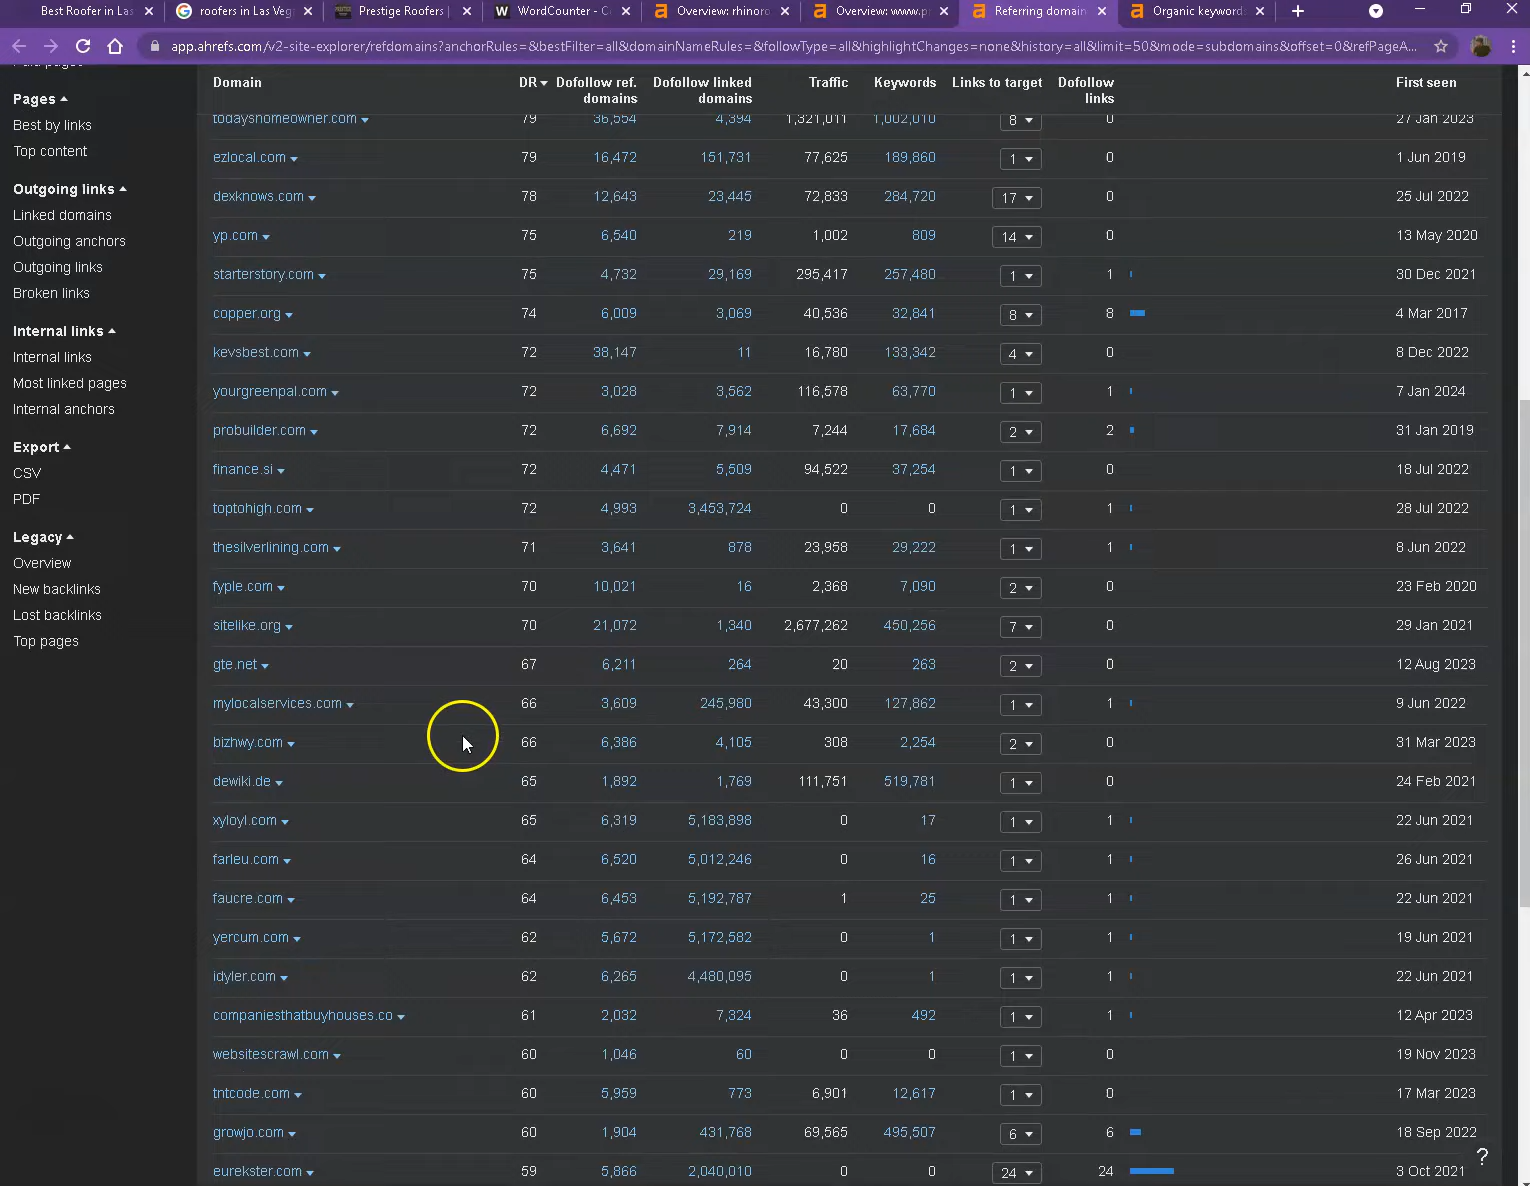 Best Roofer in Las
roofers in Las Veg
Prestige Roofers |
WordCounter - C
Overview: rhinoro
Overview: www.p
Referring domain
Organic keyword
app.ahrefs.com/v2-site-explorer/refdomains?anchorRules=&bestFilter=all&domainNameRules=&followType=all&highlightChanges=none&history=all&limit=50&mode=subdomains&offset=0&refPageA...
Domain DR Dofollow ref. domains Dofollow linked domains Traffic Keywords Links to target Dofollow links First seen
todayshomeowner.com 79 36,554 4,394 1,321,011 1,002,010 8 0 27 Jan 2023
ezlocal.com 79 16,472 151,731 77,625 189,860 1 0 1 Jun 2019
dexknows.com 78 12,643 23,445 72,833 284,720 17 0 25 Jul 2022
yp.com 75 6,540 219 1,002 809 14 0 13 May 2020
starterstory.com 75 4,732 29,169 295,417 257,480 1 1 30 Dec 2021
copper.org 74 6,009 3,069 40,536 32,841 8 8 4 Mar 2017
kevsbest.com 72 38,147 11 16,780 133,342 4 0 8 Dec 2022
yourgreenpal.com 72 3,028 3,562 116,578 63,770 1 1 7 Jan 2024
probuilder.com 72 6,692 7,914 7,244 17,684 2 2 31 Jan 2019
finance.si 72 4,471 5,509 94,522 37,254 1 0 18 Jul 2022
toptohigh.com 72 4,993 3,453,724 0 0 1 1 28 Jul 2022
thesilverlining.com 71 3,641 878 23,958 29,222 1 1 8 Jun 2022
fyple.com 70 10,021 16 2,368 7,090 2 0 23 Feb 2020
sitelike.org 70 21,072 1,340 2,677,262 450,256 7 0 29 Jan 2021
gte.net 67 6,211 264 20 263 2 0 12 Aug 2023
mylocalservices.com 66 3,609 245,980 43,300 127,862 1 1 9 Jun 2022
bizhwy.com 66 6,386 4,105 308 2,254 2 0 31 Mar 2023
dewiki.de 65 1,892 1,769 111,751 519,781 1 0 24 Feb 2021
xyloyl.com 65 6,319 5,183,898 0 17 1 1 22 Jun 2021
farleu.com 64 6,520 5,012,246 0 16 1 1 26 Jun 2021
faucre.com 64 6,453 5,192,787 1 25 1 1 22 Jun 2021
yercum.com 62 5,672 5,172,582 0 1 1 1 19 Jun 2021
idyler.com 62 6,265 4,480,095 0 1 1 1 22 Jun 2021
companiesthatbuyhouses.co 61 2,032 7,324 36 492 1 1 12 Apr 2023
websitescrawl.com 60 1,046 60 0 0 1 0 19 Nov 2023
tntcode.com 60 5,959 773 6,901 12,617 1 0 17 Mar 2023
growjo.com 60 1,904 431,768 69,565 495,507 6 6 18 Sep 2022
eurekster.com 59 5,866 2,040,010 0 0 24 24 3 Oct 2021
Pages
Best by links
Top content
Outgoing links
Linked domains
Outgoing anchors
Outgoing links
Broken links
Internal links
Internal links
Most linked pages
Internal anchors
Export
CSV
PDF
Legacy
Overview
New backlinks
Lost backlinks
Top pages
?